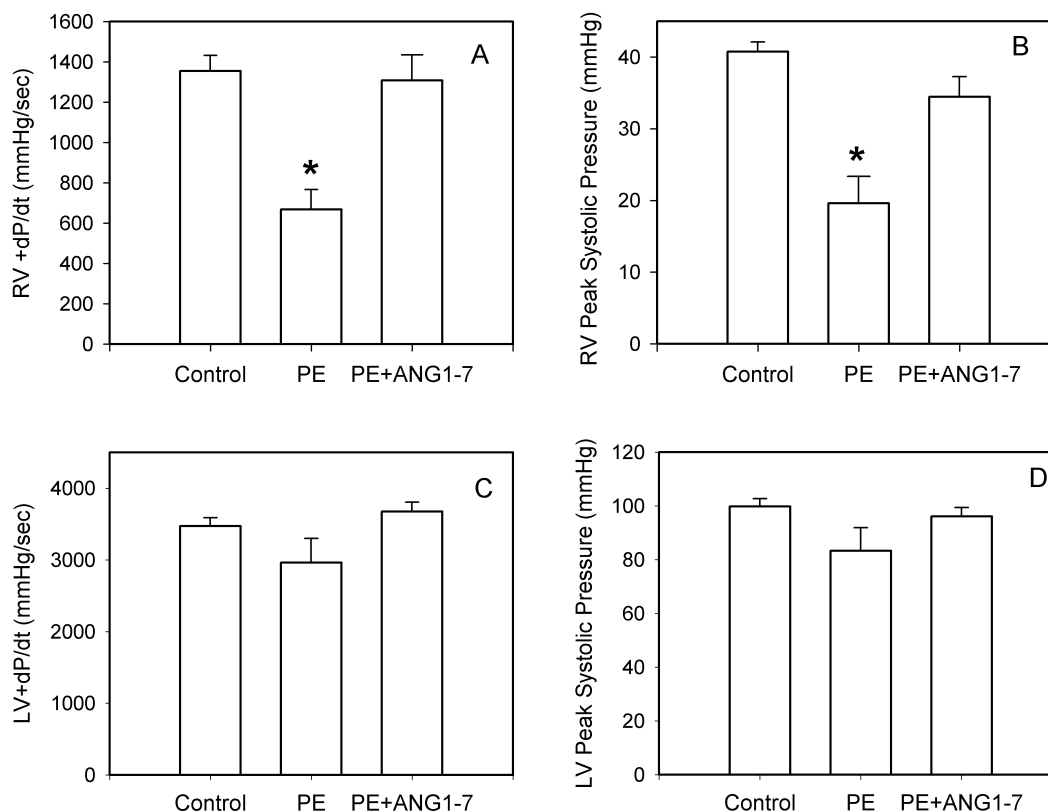 A
RV +dP/dt (mmHg/sec)
1600
1400
1200
1000
800
600
400
200
0
*
Control PE PE+ANG1-7
B
RV Peak Systolic Pressure (mmHg)
40
30
20
10
0
*
Control PE PE+ANG1-7
C
LV+dP/dt (mmHg/sec)
4000
3000
2000
1000
0
Control PE PE+ANG1-7
D
LV Peak Systolic Pressure (mmHg)
120
100
80
60
40
20
0
Control PE PE+ANG1-7